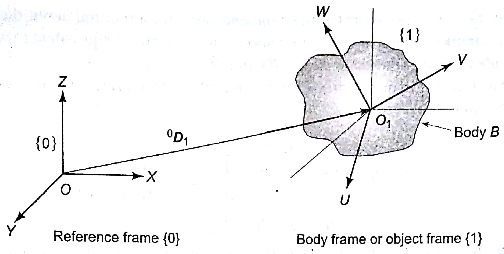 W
{1}
V
Z
{0}
⁰D₁
O₁
Body B
O
X
U
Y
Reference frame {0}
Body frame or object frame {1}